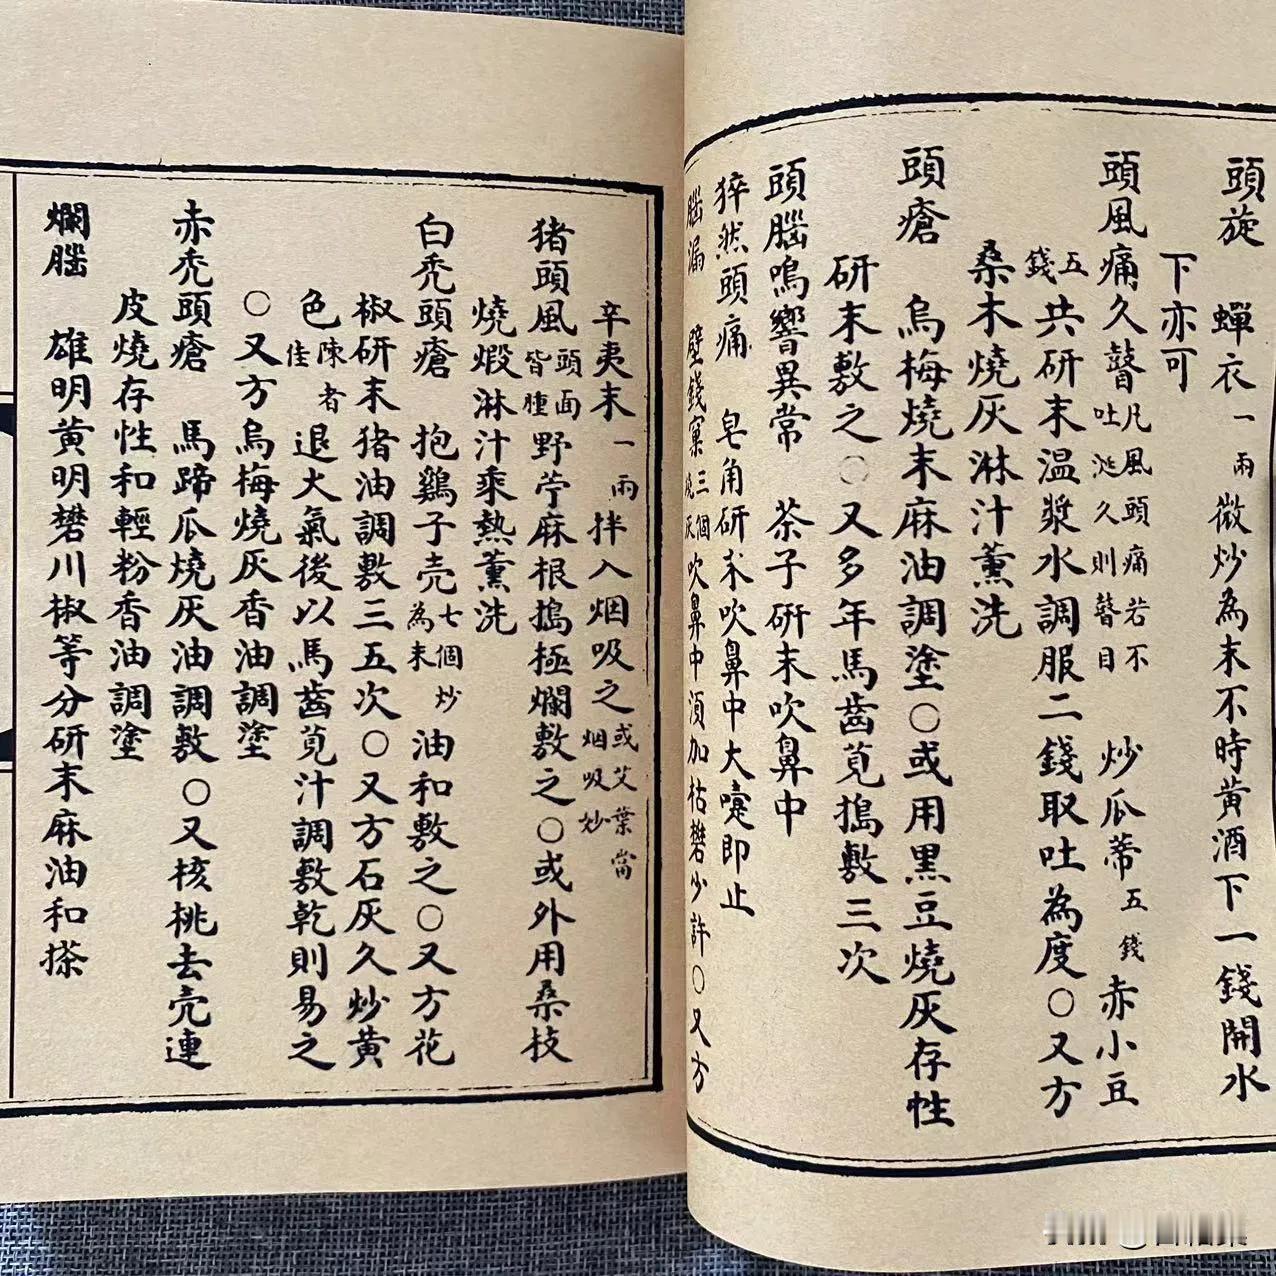 頭旋　蟬衣一兩微炒為末不時黃酒下一錢開水
下亦可
頭風痛久瞽凡風頭痛若不吐涎久則瞽目　炒瓜蒂五錢赤小豆
五錢共研末温漿水調服二錢取吐為度○又方
桑木燒灰淋汁薰洗
頭瘡　烏梅燒末麻油調塗○或用黑豆燒灰存性
研末敷之○又多年馬齒莧搗敷三次
頭腦鳴響異常　茶子研末吹鼻中
猝然頭痛　皂角研末吹鼻中大嚏即止
腦漏　壁錢窠三個燒灰吹鼻中須加枯礬少許○又方
辛夷末一兩拌入烟吸之或艾葉當烟吸妙
猪頭風頭面皆腫野苧麻根搗極爛敷之○或外用桑枝
燒煅淋汁乘熱薰洗
白禿頭瘡　抱鷄子壳七個炒為末油和敷之○又方花
椒研末猪油調敷三五次○又方石灰久炒黃
色陳者佳退火氣後以馬齒莧汁調敷乾則易之
○又方烏梅燒灰香油調塗
赤禿頭瘡　馬蹄瓜燒灰油調敷○又核桃去壳連
皮燒存性和輕粉香油調塗
爛腦　雄明黃明礬川椒等分研末麻油和搽